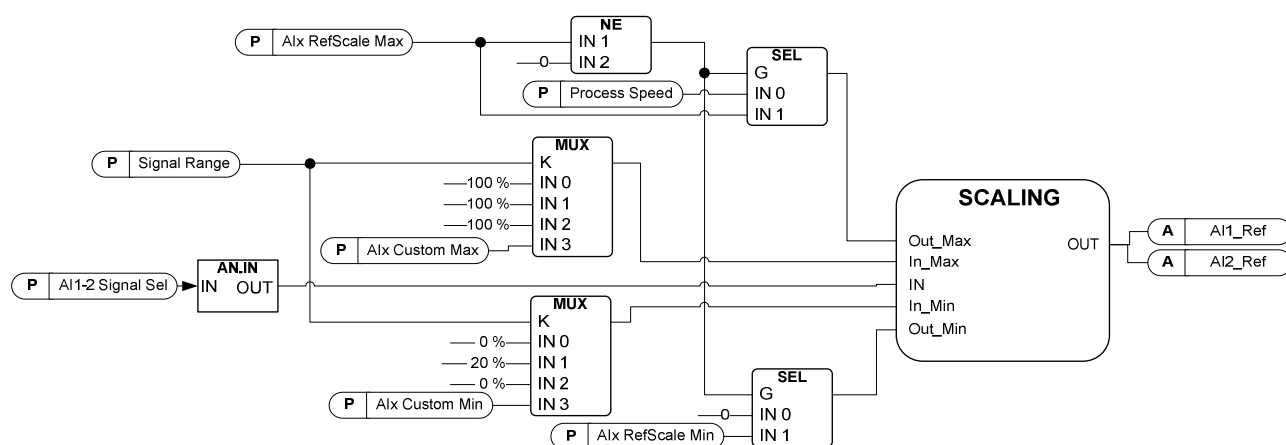 P AIx RefScale Max
NE
IN 1
0 IN 2
SEL
G
P Process Speed IN 0
IN 1
P Signal Range
MUX
K
100 % IN 0
100 % IN 1
100 % IN 2
P AIx Custom Max IN 3
SCALING
Out_Max
In_Max
IN
In_Min
Out_Min
OUT
A AI1_Ref
A AI2_Ref
P AI1-2 Signal Sel
AN.IN
IN OUT
MUX
K
0 % IN 0
20 % IN 1
0 % IN 2
P AIx Custom Min IN 3
SEL
G
0 IN 0
P AIx RefScale Min IN 1